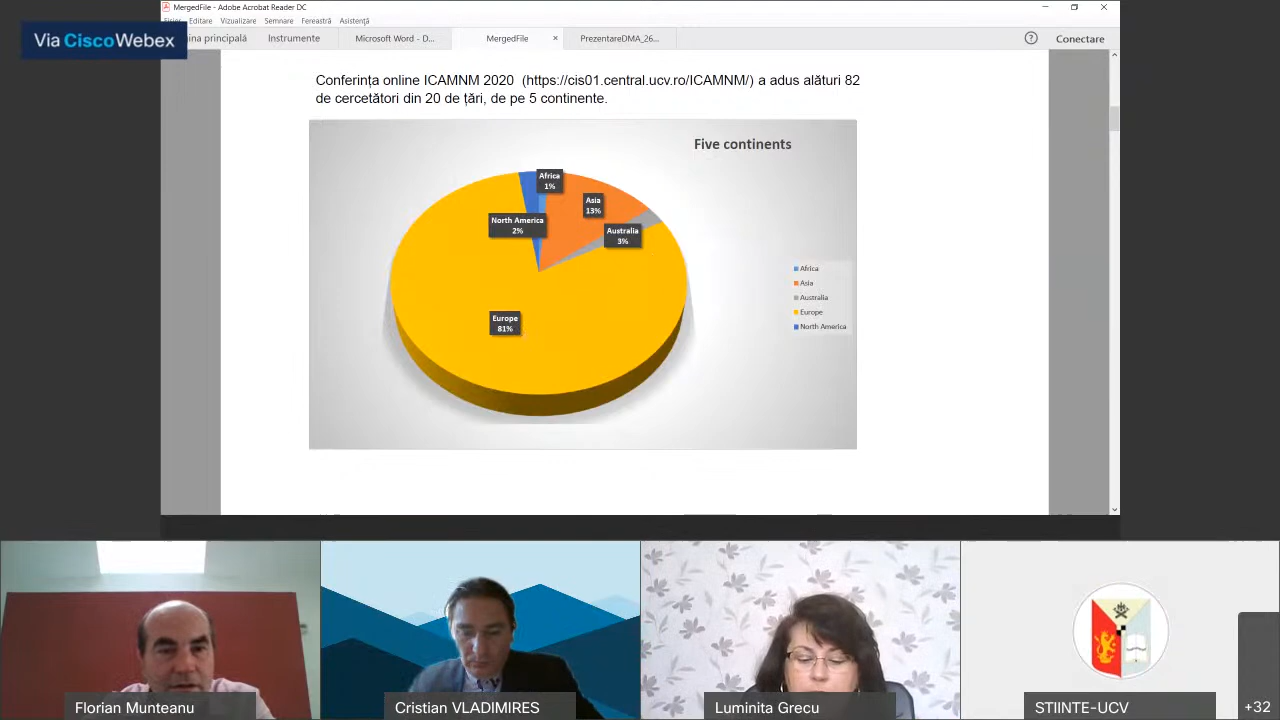 MergedFile - Adobe Acrobat Reader DC
Fișier Editare Vizualizare Semnare Fereastră Asistență
Via CiscoWebex
ina principală Instrumente Microsoft Word - D... MergedFile × PrezentareDMA_26... ? Conectare
Conferința online ICAMNM 2020 (https://cis01.central.ucv.ro/ICAMNM/) a adus alături 82
de cercetători din 20 de țări, de pe 5 continente.
Five continents
Africa
1%
Asia
13%
North America
2%
Australia
3%
Europe
81%
Africa
Asia
Australia
Europe
North America
Florian Munteanu
Cristian VLADIMIRES
Luminita Grecu
STIINTE-UCV
+32